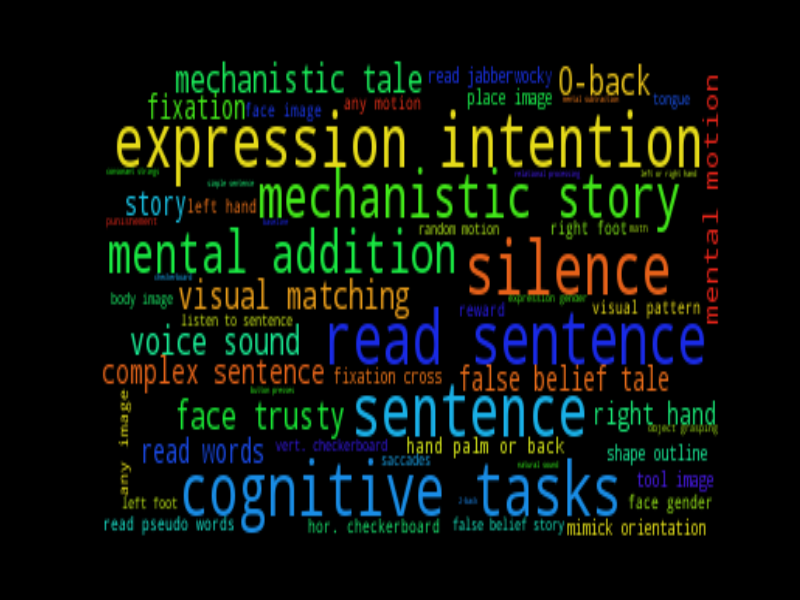 mechanistic tale
read jabberwocky
0-back
place image
mental subtraction
tongue
fixation
face image
any motion
mental motion
expression intention
consonant strings
simple sentence
relational processing
left or right hand
story
left hand
mechanistic story
punishement
baseline
random motion
right foot
math
mental addition
silence
checkerboard
body image
visual matching
expression gender
reward
visual pattern
listen to sentence
voice sound
read sentence
complex sentence
fixation cross
false belief tale
button presses
any image
face trusty
sentence
right hand
object grasping
read words
vert. checkerboard
hand palm or back
saccades
natural sound
shape outline
tool image
left foot
cognitive tasks
2-back
face gender
read pseudo words
hor. checkerboard
false belief story
mimick orientation